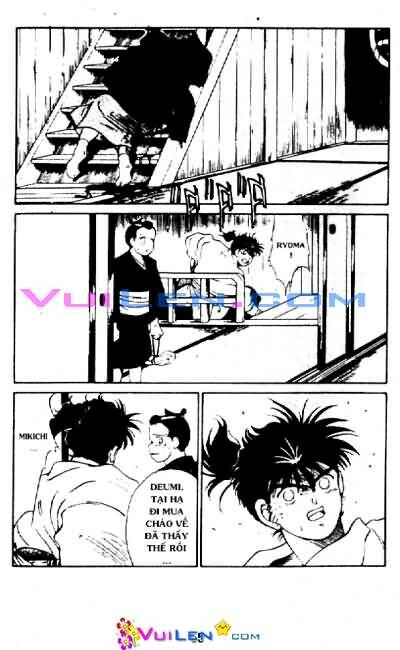 RYOMA
!
VUILEN.COM
MIKICHI
DEUMI,
TẠI HẠ
ĐI MUA
CHÁO VỀ
ĐÃ THẤY
THẾ RỒI
VUILEN
.COM